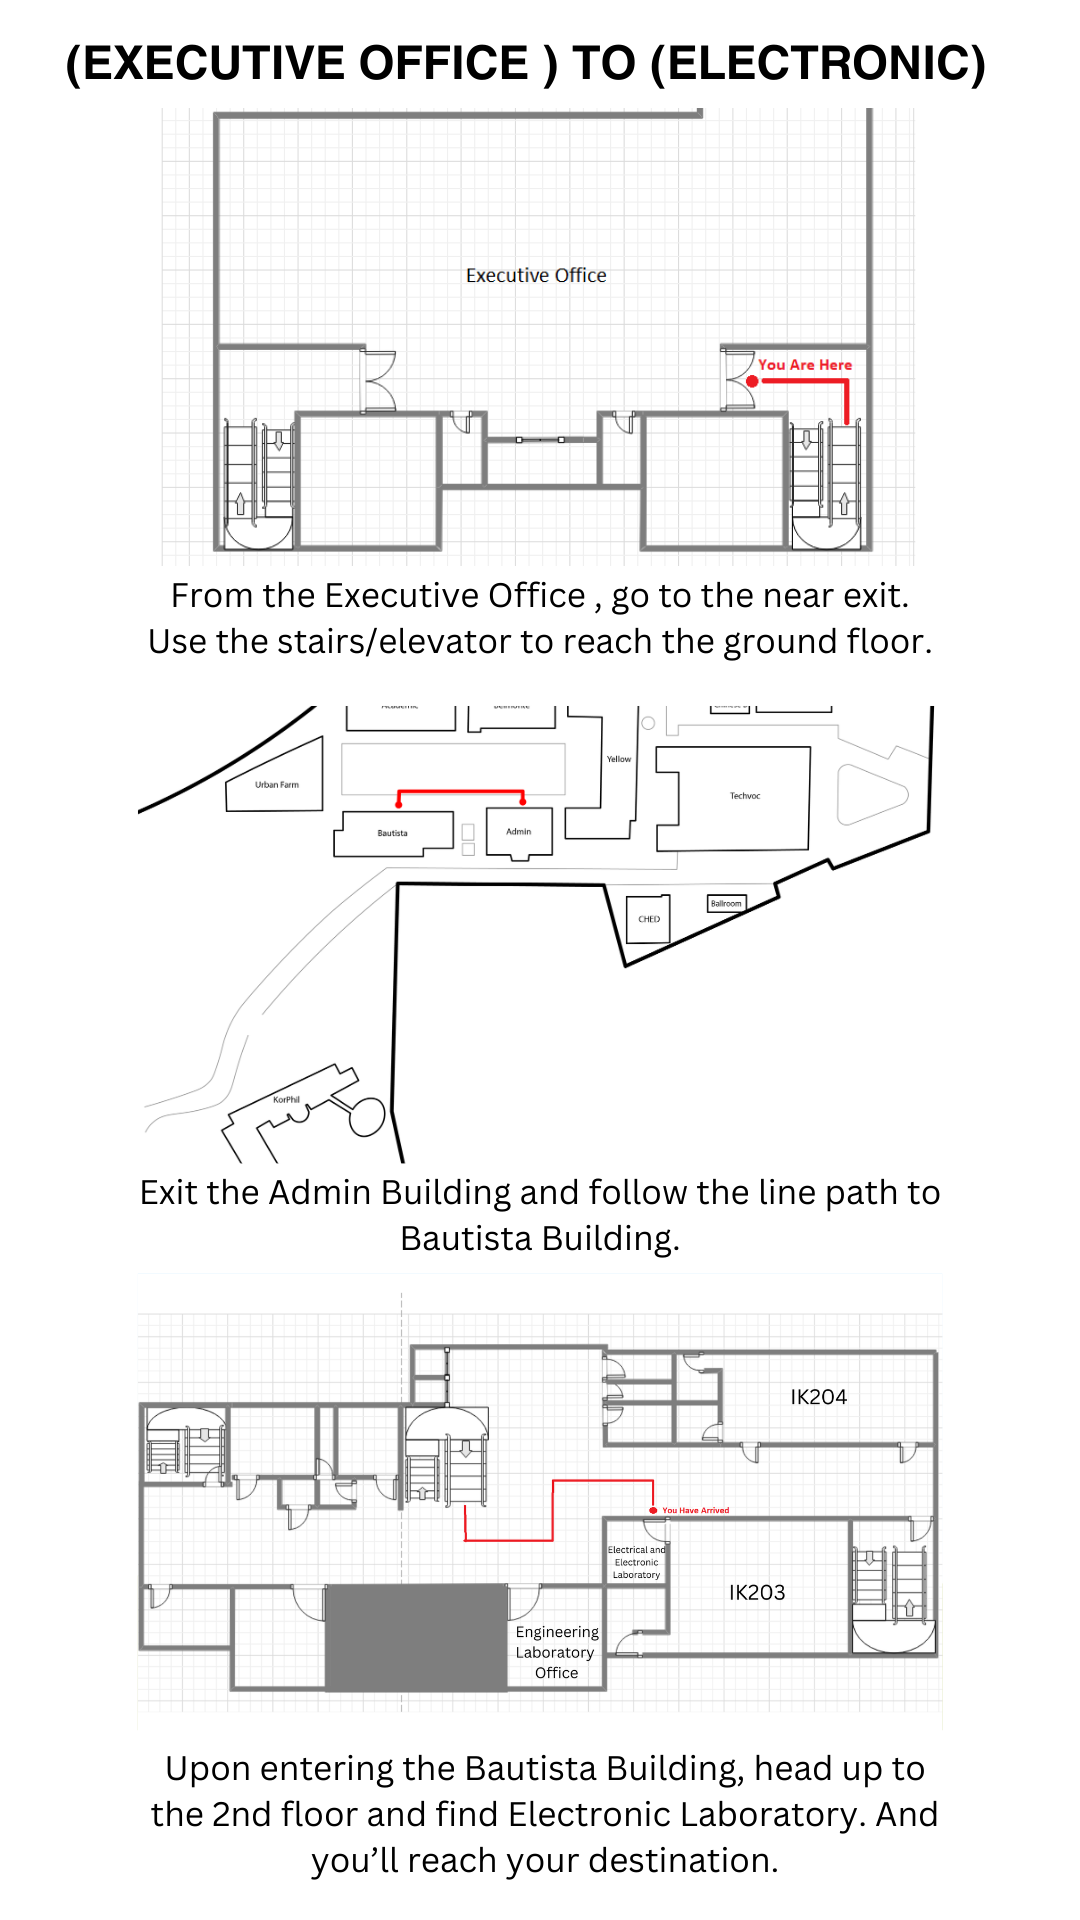 (EXECUTIVE OFFICE ) TO (ELECTRONIC)
Executive Office
You Are Here
From the Executive Office , go to the near exit.
Use the stairs/elevator to reach the ground floor.
Academic
Belmonte
Yellow
Urban Farm
Techvoc
Bautista
Admin
Ballroom
CHED
KorPhil
Exit the Admin Building and follow the line path to
Bautista Building.
IK204
You Have Arrived
Electrical and
Electronic
Laboratory
IK203
Engineering
Laboratory
Office
Upon entering the Bautista Building, head up to
the 2nd floor and find Electronic Laboratory. And
you’ll reach your destination.